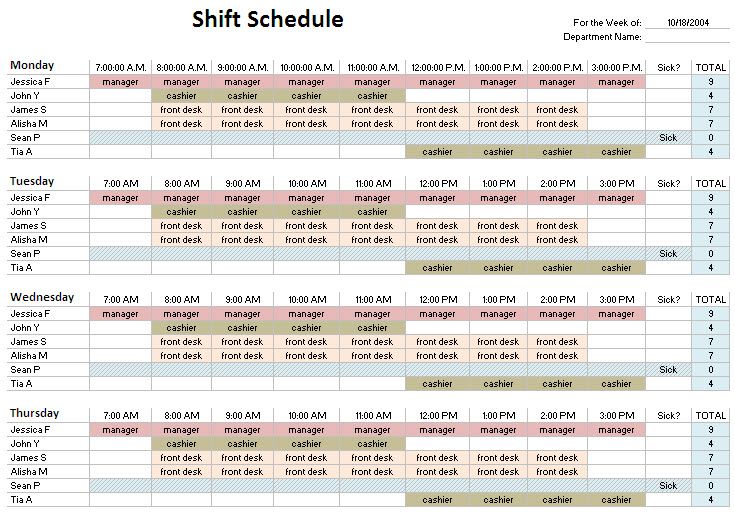 Shift Schedule
For the Week of: 10/18/2004
Department Name:
Monday 7:00:00 A.M. 8:00:00 A.M. 9:00:00 A.M. 10:00:00 A.M. 11:00:00 A.M. 12:00:00 P.M. 1:00:00 P.M. 2:00:00 P.M. 3:00:00 P.M. Sick? TOTAL
Jessica F manager manager manager manager manager manager manager manager manager 9
John Y cashier cashier cashier cashier 4
James S front desk front desk front desk front desk front desk front desk front desk 7
Alisha M front desk front desk front desk front desk front desk front desk front desk 7
Sean P Sick 0
Tia A cashier cashier cashier cashier 4
Tuesday 7:00 AM 8:00 AM 9:00 AM 10:00 AM 11:00 AM 12:00 PM 1:00 PM 2:00 PM 3:00 PM Sick? TOTAL
Jessica F manager manager manager manager manager manager manager manager manager 9
John Y cashier cashier cashier cashier 4
James S front desk front desk front desk front desk front desk front desk front desk 7
Alisha M front desk front desk front desk front desk front desk front desk front desk 7
Sean P Sick 0
Tia A cashier cashier cashier cashier 4
Wednesday 7:00 AM 8:00 AM 9:00 AM 10:00 AM 11:00 AM 12:00 PM 1:00 PM 2:00 PM 3:00 PM Sick? TOTAL
Jessica F manager manager manager manager manager manager manager manager manager 9
John Y cashier cashier cashier cashier 4
James S front desk front desk front desk front desk front desk front desk front desk 7
Alisha M front desk front desk front desk front desk front desk front desk front desk 7
Sean P Sick 0
Tia A cashier cashier cashier cashier 4
Thursday 7:00 AM 8:00 AM 9:00 AM 10:00 AM 11:00 AM 12:00 PM 1:00 PM 2:00 PM 3:00 PM Sick? TOTAL
Jessica F manager manager manager manager manager manager manager manager manager 9
John Y cashier cashier cashier cashier 4
James S front desk front desk front desk front desk front desk front desk front desk 7
Alisha M front desk front desk front desk front desk front desk front desk front desk 7
Sean P Sick 0
Tia A cashier cashier cashier cashier 4